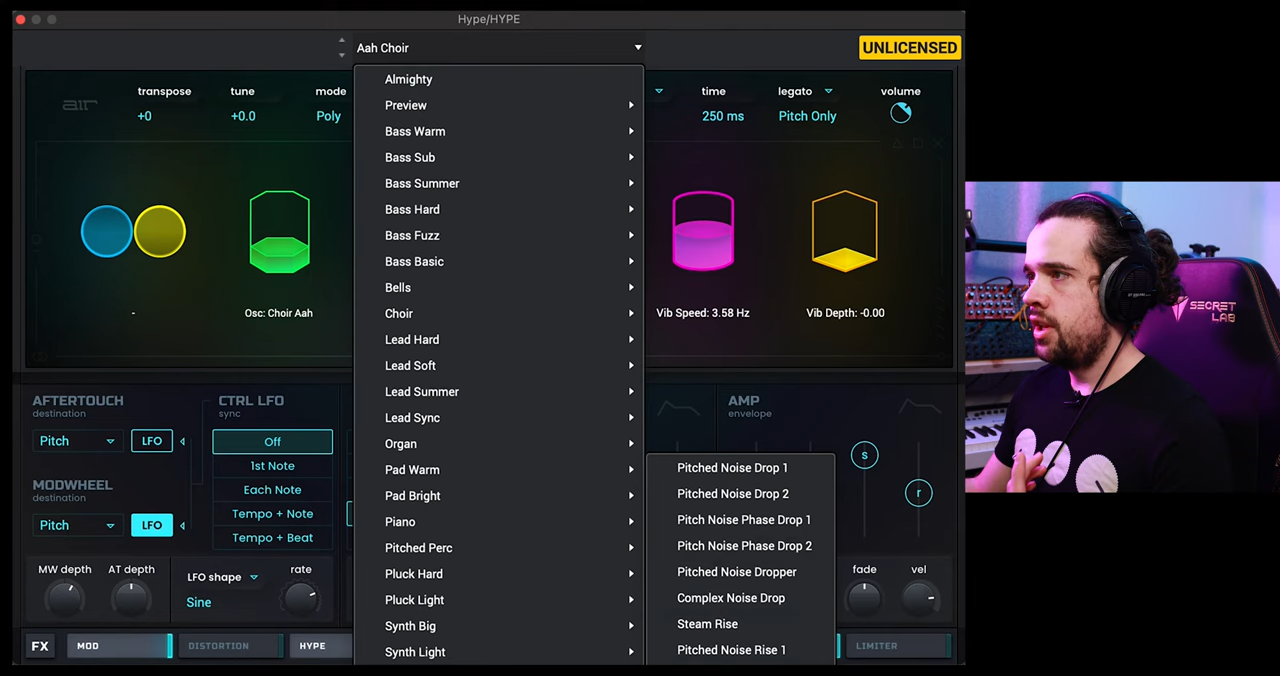 Hype/HYPE
Aah Choir
UNLICENSED
air
transpose
tune
mode
+0
+0.0
Poly
time
legato
volume
250 ms
Pitch Only
-
Osc: Choir Aah
Vib Speed: 3.58 Hz
Vib Depth: -0.00
Almighty
Preview
Bass Warm
Bass Sub
Bass Summer
Bass Hard
Bass Fuzz
Bass Basic
Bells
Choir
Lead Hard
Lead Soft
Lead Summer
Lead Sync
Organ
Pad Warm
Pad Bright
Piano
Pitched Perc
Pluck Hard
Pluck Light
Synth Big
Synth Light
Pitched Noise Drop 1
Pitched Noise Drop 2
Pitch Noise Phase Drop 1
Pitch Noise Phase Drop 2
Pitched Noise Dropper
Complex Noise Drop
Steam Rise
Pitched Noise Rise 1
AFTERTOUCH
destination
Pitch
LFO
MODWHEEL
destination
Pitch
LFO
CTRL LFO
sync
Off
1st Note
Each Note
Tempo + Note
Tempo + Beat
MW depth
AT depth
LFO shape
rate
Sine
AMP
envelope
s
r
fade
vel
FX
MOD
DISTORTION
HYPE
LIMITER
SECRET
LAB